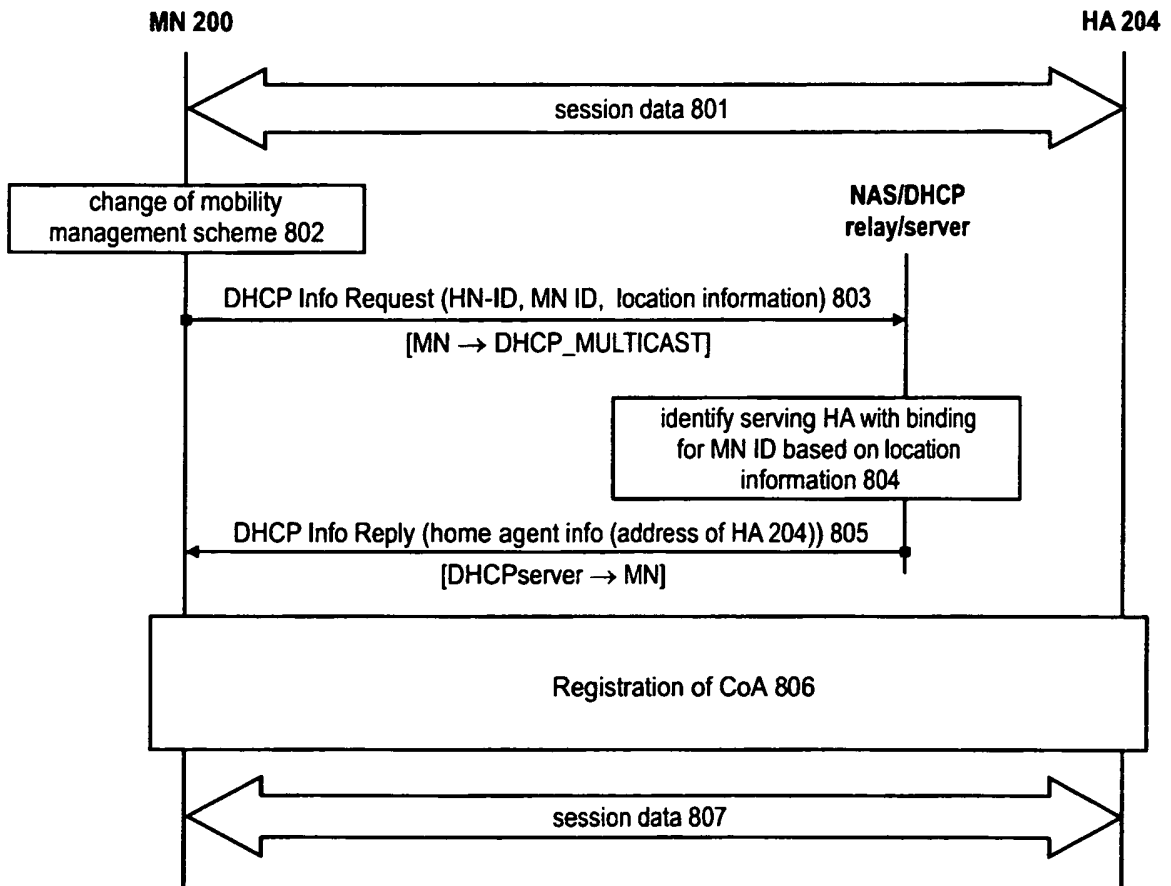 MN 200
HA 204
session data 801
change of mobility
management scheme 802
NAS/DHCP
relay/server
DHCP Info Request (HN-ID, MN ID, location information) 803
[MN → DHCP_MULTICAST]
identify serving HA with binding
for MN ID based on location
information 804
DHCP Info Reply (home agent info (address of HA 204)) 805
[DHCPserver → MN]
Registration of CoA 806
session data 807